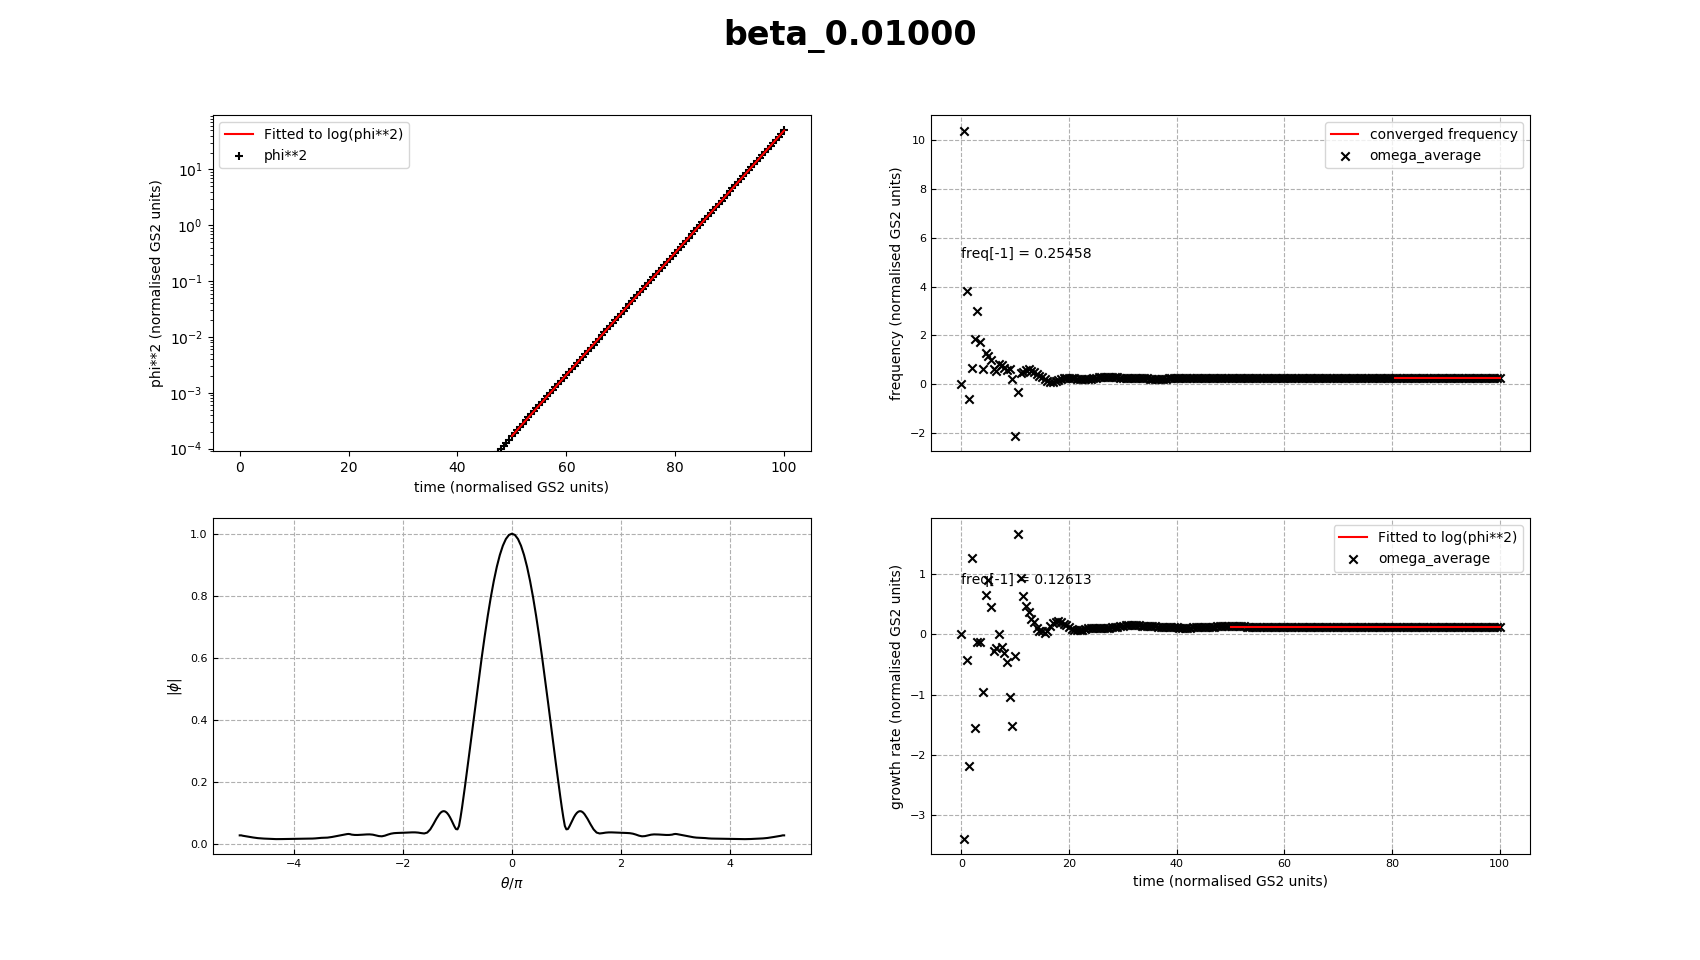 beta_0.01000
Fitted to log(phi**2)
phi**2
phi**2 (normalised GS2 units)
10¹
10⁰
10⁻¹
10⁻²
10⁻³
10⁻⁴
0 20 40 60 80 100
time (normalised GS2 units)
converged frequency
omega_average
freq[-1] = 0.25458
frequency (normalised GS2 units)
10
8
6
4
2
0
−2
|ϕ|
1.0
0.8
0.6
0.4
0.2
0.0
−4 −2 0 2 4
θ/π
Fitted to log(phi**2)
omega_average
freq[-1] = 0.12613
growth rate (normalised GS2 units)
1
0
−1
−2
−3
0 20 40 60 80 100
time (normalised GS2 units)